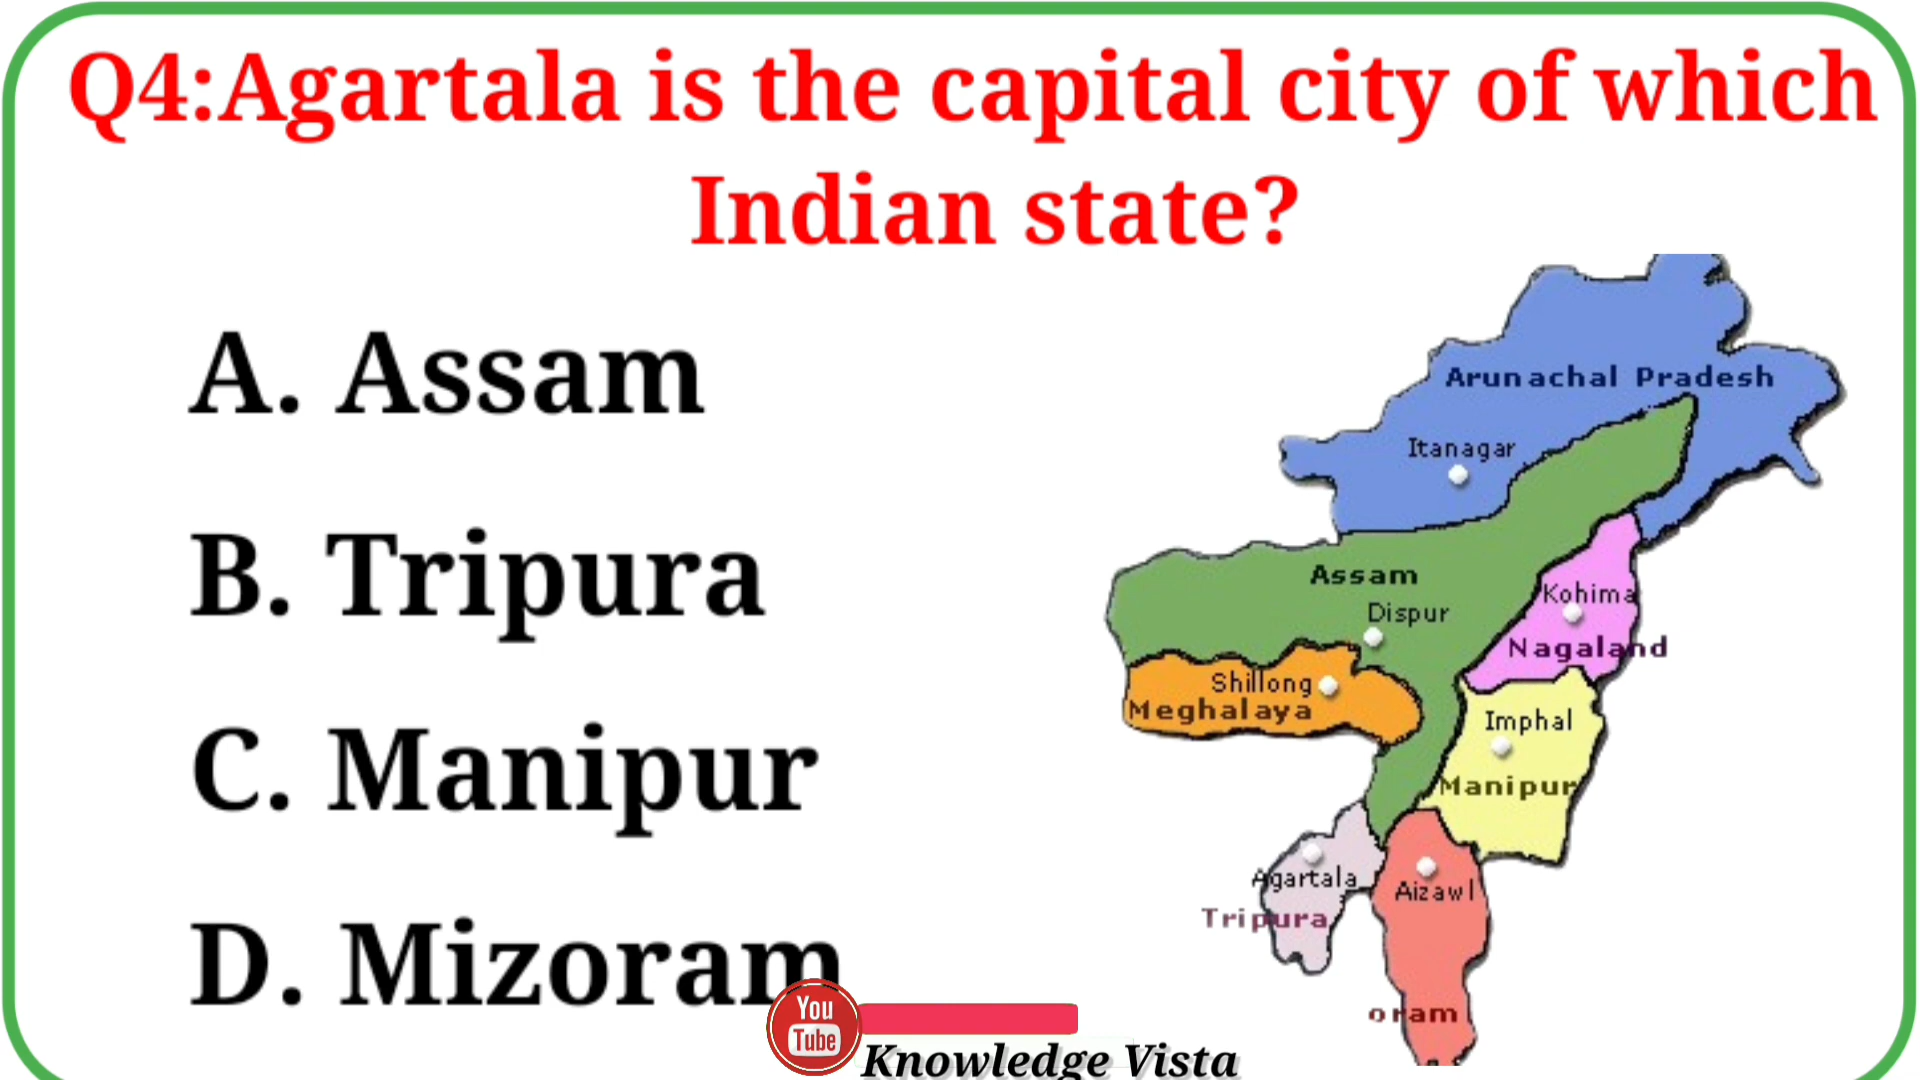 Q4:Agartala is the capital city of which
Indian state?
A. Assam
B. Tripura
C. Manipur
D. Mizoram
Arunachal Pradesh
Itanagar
Assam
Dispur
Kohima
Nagaland
Shillong
Meghalaya
Imphal
Manipur
Agartala
Tripura
Aizawl
oram
You
Tube
Knowledge Vista